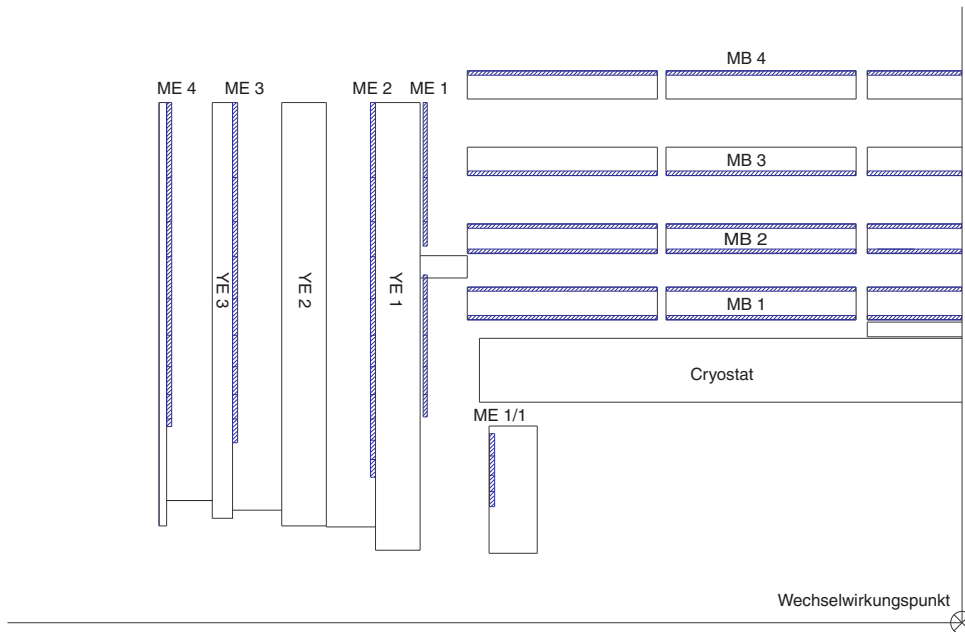 MB 4
ME 4
ME 3
ME 2
ME 1
MB 3
MB 2
YE 3
YE 2
YE 1
MB 1
Cryostat
ME 1/1
Wechselwirkungspunkt